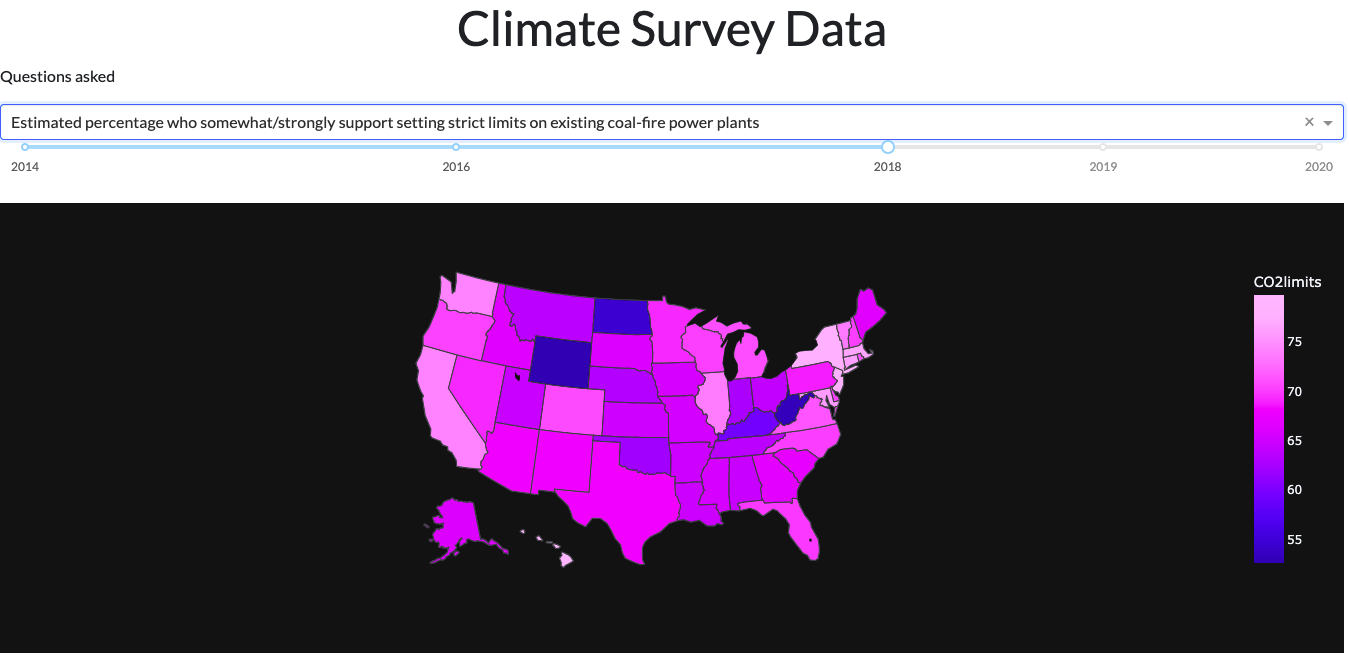 Climate Survey Data
Questions asked
Estimated percentage who somewhat/strongly support setting strict limits on existing coal-fire power plants
2014 2016 2018 2019 2020
CO2limits
75
70
65
60
55